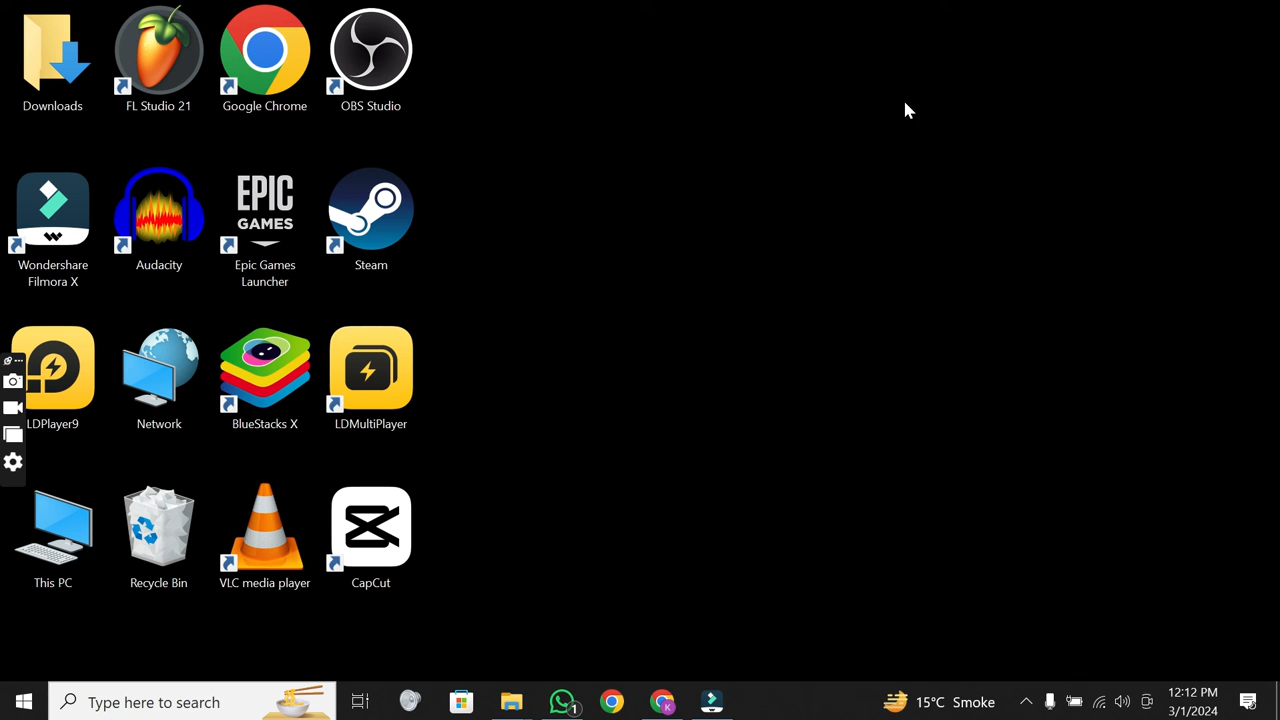 Downloads
FL Studio 21
Google Chrome
OBS Studio
EPIC
GAMES
Wondershare
Filmora X
Audacity
Epic Games
Launcher
Steam
LDPlayer9
Network
BlueStacks X
LDMultiPlayer
This PC
Recycle Bin
VLC media player
CapCut
Type here to search
1
K
15°C Smoke
2:12 PM
3/1/2024